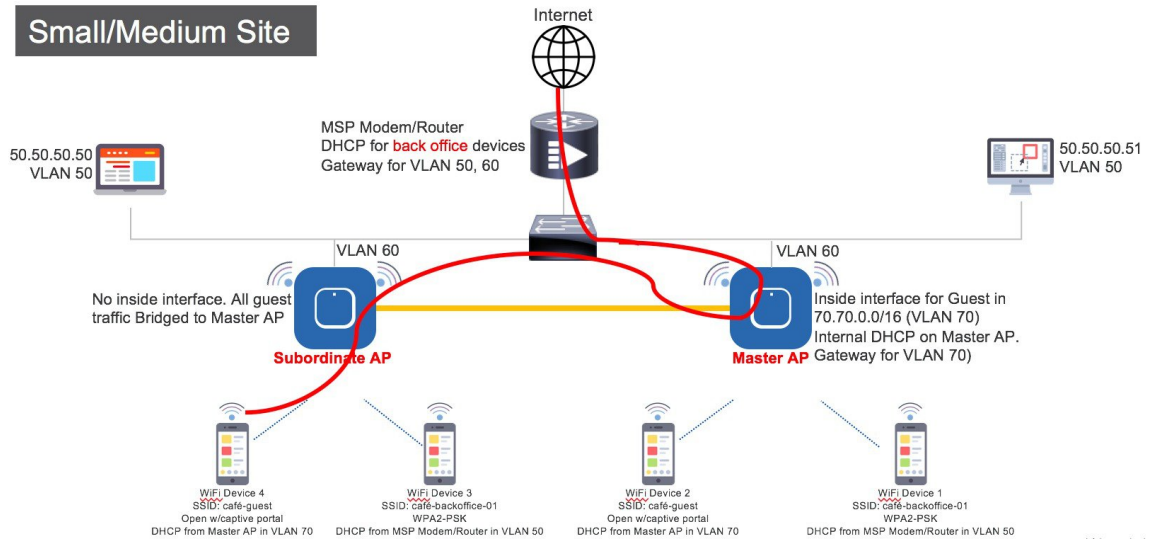 Small/Medium Site
Internet
MSP Modem/Router
DHCP for back office devices
Gateway for VLAN 50, 60
50.50.50.50
VLAN 50
50.50.50.51
VLAN 50
VLAN 60
VLAN 60
No inside interface. All guest
traffic Bridged to Master AP
Subordinate AP
Inside interface for Guest in
70.70.0.0/16 (VLAN 70)
Internal DHCP on Master AP.
Gateway for VLAN 70)
Master AP
WiFi Device 4
SSID: café-guest
Open w/captive portal
DHCP from Master AP in VLAN 70
WiFi Device 3
SSID: café-backoffice-01
WPA2-PSK
DHCP from MSP Modem/Router in VLAN 50
WiFi Device 2
SSID: café-guest
Open w/captive portal
DHCP from Master AP in VLAN 70
WiFi Device 1
SSID: café-backoffice-01
WPA2-PSK
DHCP from MSP Modem/Router in VLAN 50